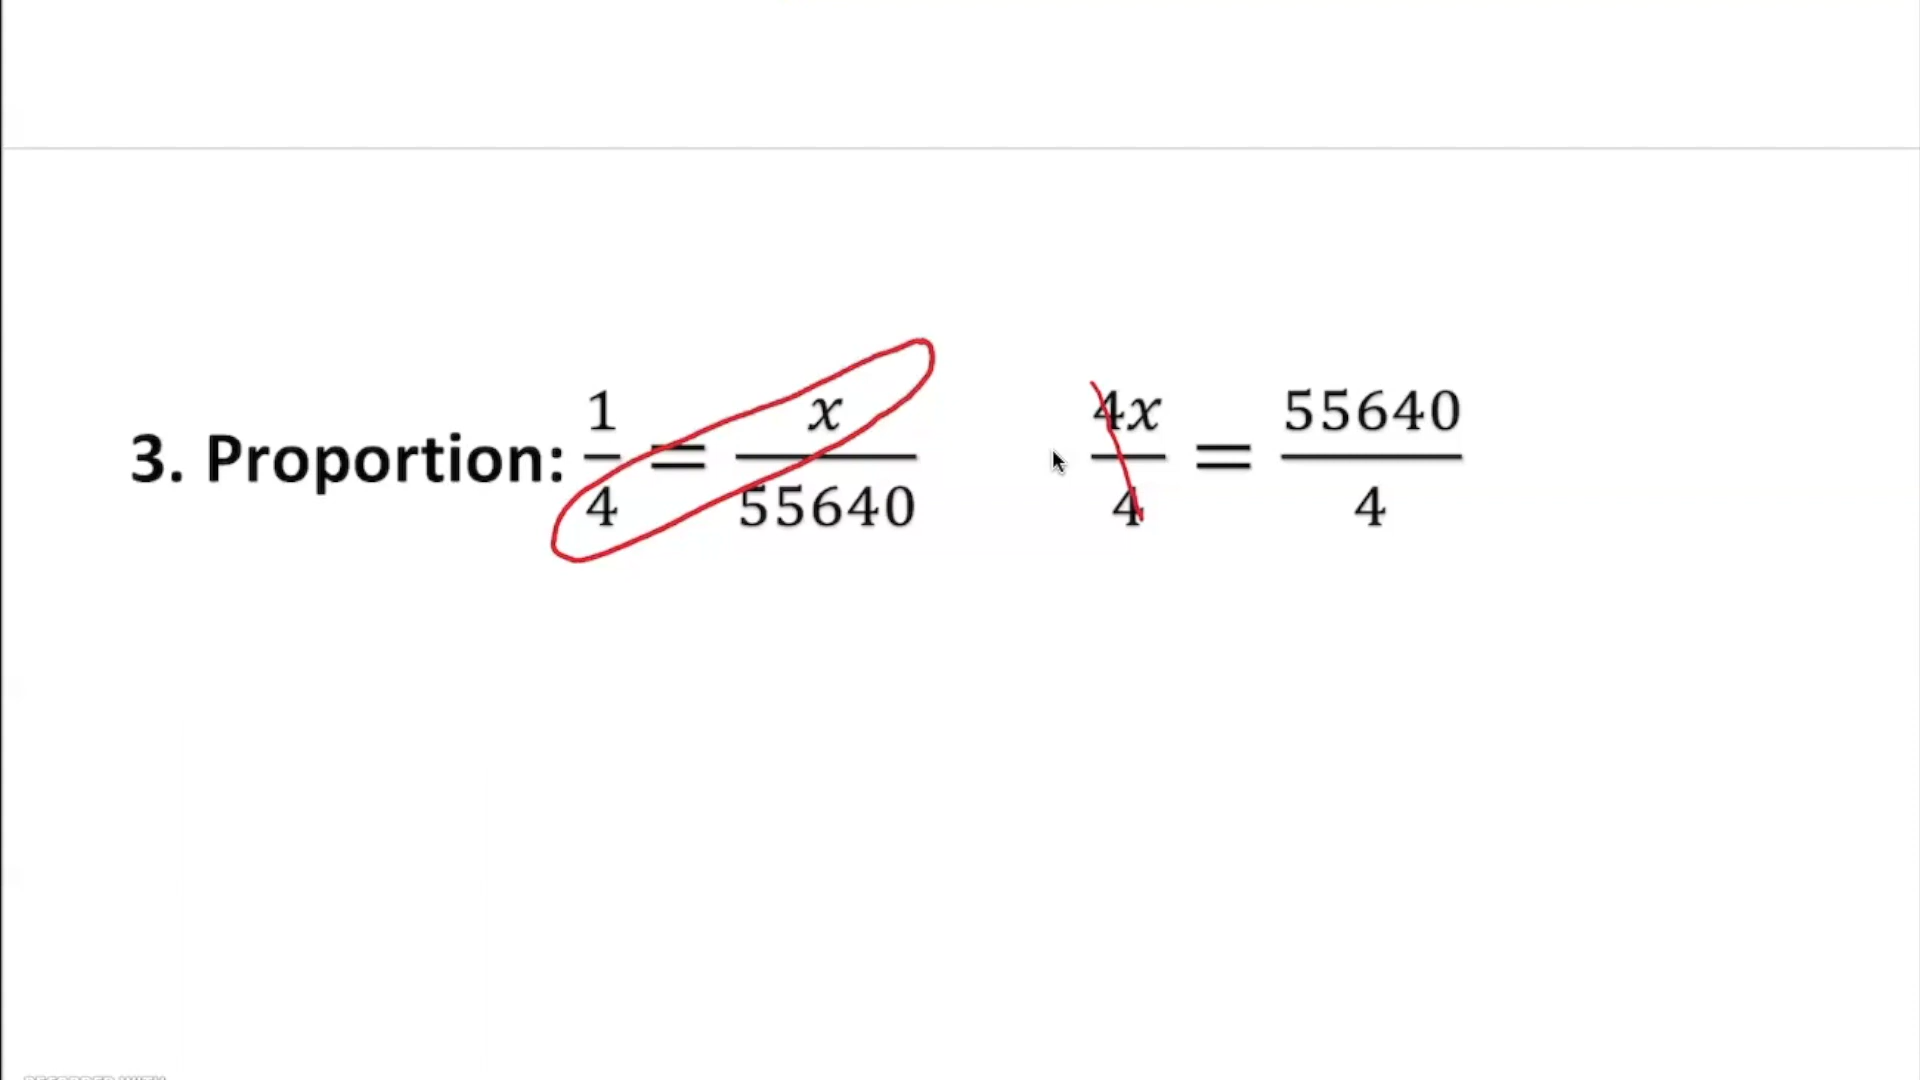 3. Proportion: 1/4 = x/55640 4x/4 = 55640/4